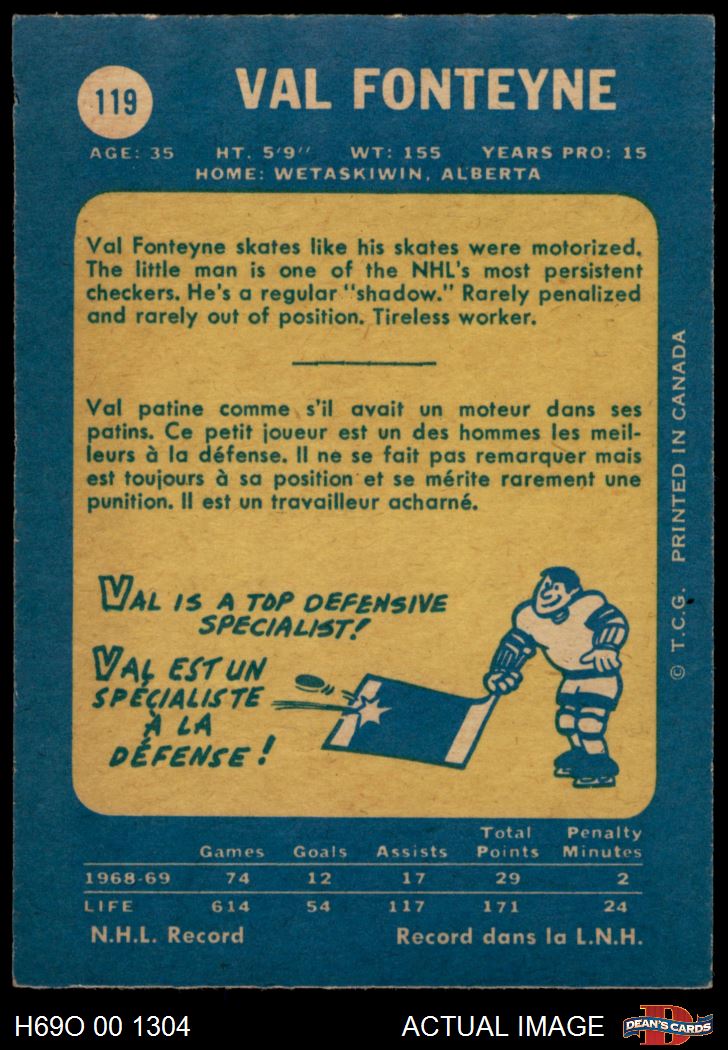 119
VAL FONTEYNE
AGE: 35 HT. 5'9" WT: 155 YEARS PRO: 15
HOME: WETASKIWIN, ALBERTA
Val Fonteyne skates like his skates were motorized.
The little man is one of the NHL's most persistent
checkers. He's a regular "shadow." Rarely penalized
and rarely out of position. Tireless worker.
Val patine comme s'il avait un moteur dans ses
patins. Ce petit joueur est un des hommes les meil-
leurs à la défense. Il ne se fait pas remarquer mais
est toujours à sa position et se mérite rarement une
punition. Il est un travailleur acharné.
VAL IS A TOP DEFENSIVE
SPECIALIST!
VAL EST UN
SPÉCIALISTE
À LA
DÉFENSE!
© T.C.G. PRINTED IN CANADA
Games Goals Assists Total Points Penalty Minutes
1968-69 74 12 17 29 2
LIFE 614 54 117 171 24
N.H.L. Record Record dans la L.N.H.
H69O 00 1304 ACTUAL IMAGE
D
DEAN'S CARDS